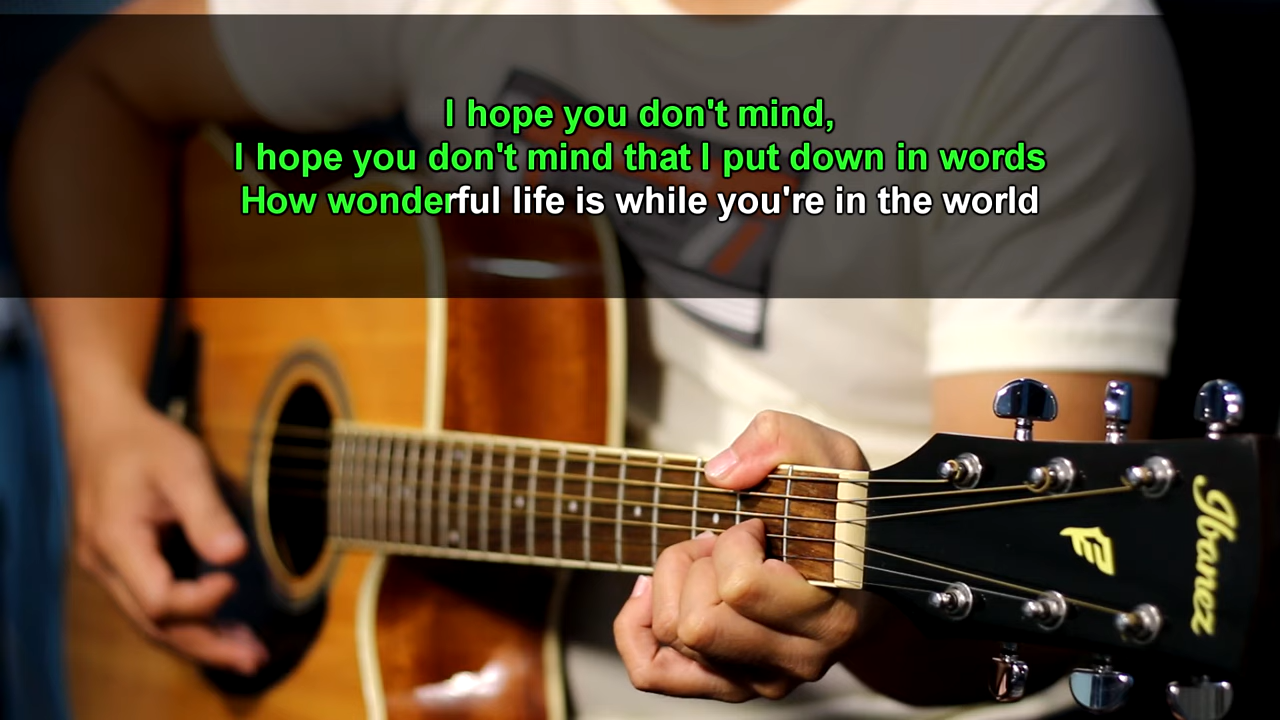 I hope you don't mind,
I hope you don't mind that I put down in words
How wonderful life is while you're in the world
Ibanez